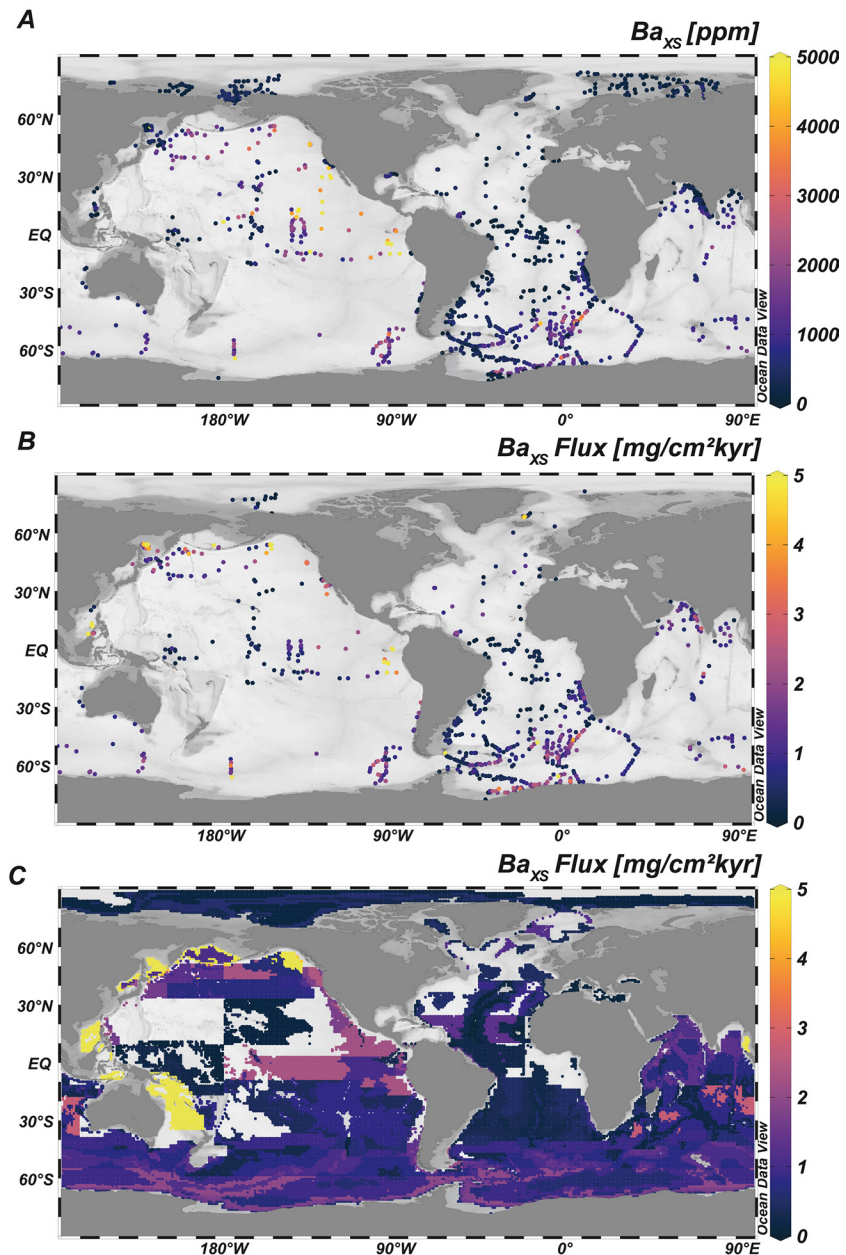 A
Ba_XS [ppm]
60°N
30°N
EQ
30°S
60°S
180°W
90°W
0°
90°E
5000
4000
3000
2000
1000
0
Ocean Data View
B
Ba_XS Flux [mg/cm²kyr]
60°N
30°N
EQ
30°S
60°S
180°W
90°W
0°
90°E
5
4
3
2
1
0
Ocean Data View
C
Ba_XS Flux [mg/cm²kyr]
60°N
30°N
EQ
30°S
60°S
180°W
90°W
0°
90°E
5
4
3
2
1
0
Ocean Data View